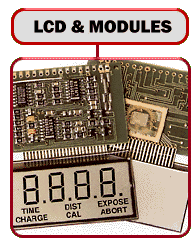 LCD & MODULES
8.8.8.8
TIME DIST EXPOSE
CHARGE CAL ABORT